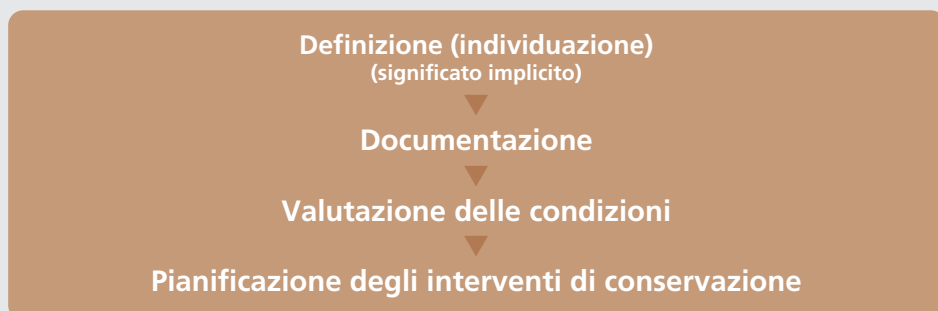 Definizione (individuazione)
(significato implicito)
Documentazione
Valutazione delle condizioni
Pianificazione degli interventi di conservazione